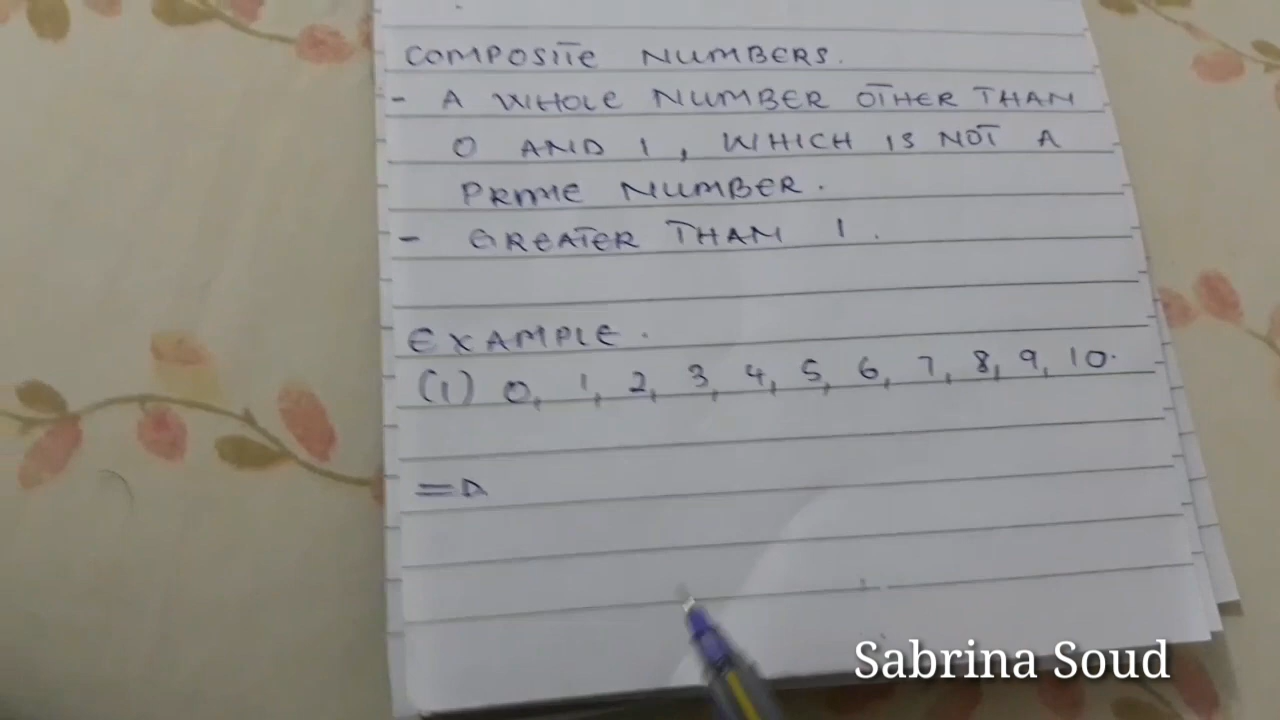 COMPOSITE NUMBERS.
- A WHOLE NUMBER OTHER THAN
0 AND 1, WHICH IS NOT A
PRIME NUMBER.
- GREATER THAN 1.
EXAMPLE.
(1) 0, 1, 2, 3, 4, 5, 6, 7, 8, 9, 10.
=D
Sabrina Soud